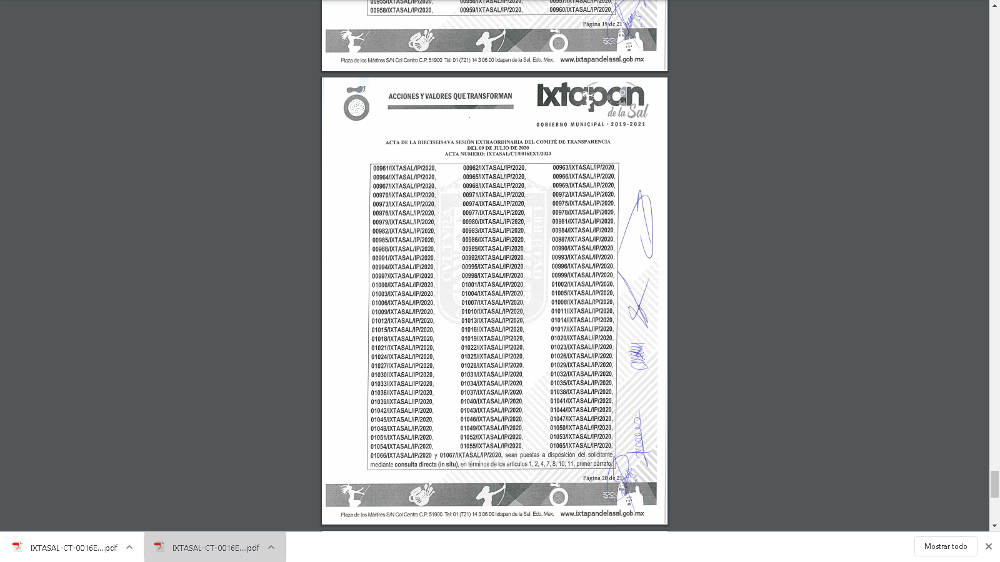 00955/IXTASAL/IP/2020, 00956/IXTASAL/IP/2020, 00957/IXTASAL/IP/2020,
00958/IXTASAL/IP/2020, 00959/IXTASAL/IP/2020, 00960/IXTASAL/IP/2020,
Página 19 de 21
Plaza de los Mártires S/N Col Centro C.P. 51900 Tel: 01 (721) 14 3 06 00 Ixtapan de la Sal, Edo. Mex. www.ixtapandelasal.gob.mx
ACCIONES Y VALORES QUE TRANSFORMAN
Ixtapan
de la Sal
GOBIERNO MUNICIPAL · 2019-2021
ACTA DE LA DIECISEISAVA SESIÓN EXTRAORDINARIA DEL COMITÉ DE TRANSPARENCIA
DEL 09 DE JULIO DE 2020
ACTA NUMERO: IXTASAL/CT/0016EXT/2020
00961/IXTASAL/IP/2020, 00962/IXTASAL/IP/2020, 00963/IXTASAL/IP/2020,
00964/IXTASAL/IP/2020, 00965/IXTASAL/IP/2020, 00966/IXTASAL/IP/2020,
00967/IXTASAL/IP/2020, 00968/IXTASAL/IP/2020, 00969/IXTASAL/IP/2020,
00970/IXTASAL/IP/2020, 00971/IXTASAL/IP/2020, 00972/IXTASAL/IP/2020,
00973/IXTASAL/IP/2020, 00974/IXTASAL/IP/2020, 00975/IXTASAL/IP/2020,
00976/IXTASAL/IP/2020, 00977/IXTASAL/IP/2020, 00978/IXTASAL/IP/2020,
00979/IXTASAL/IP/2020, 00980/IXTASAL/IP/2020, 00981/IXTASAL/IP/2020,
00982/IXTASAL/IP/2020, 00983/IXTASAL/IP/2020, 00984/IXTASAL/IP/2020,
00985/IXTASAL/IP/2020, 00986/IXTASAL/IP/2020, 00987/IXTASAL/IP/2020,
00988/IXTASAL/IP/2020, 00989/IXTASAL/IP/2020, 00990/IXTASAL/IP/2020,
00991/IXTASAL/IP/2020, 00992/IXTASAL/IP/2020, 00993/IXTASAL/IP/2020,
00994/IXTASAL/IP/2020, 00995/IXTASAL/IP/2020, 00996/IXTASAL/IP/2020,
00997/IXTASAL/IP/2020, 00998/IXTASAL/IP/2020, 00999/IXTASAL/IP/2020,
01000/IXTASAL/IP/2020, 01001/IXTASAL/IP/2020, 01002/IXTASAL/IP/2020,
01003/IXTASAL/IP/2020, 01004/IXTASAL/IP/2020, 01005/IXTASAL/IP/2020,
01006/IXTASAL/IP/2020, 01007/IXTASAL/IP/2020, 01008/IXTASAL/IP/2020,
01009/IXTASAL/IP/2020, 01010/IXTASAL/IP/2020, 01011/IXTASAL/IP/2020,
01012/IXTASAL/IP/2020, 01013/IXTASAL/IP/2020, 01014/IXTASAL/IP/2020,
01015/IXTASAL/IP/2020, 01016/IXTASAL/IP/2020, 01017/IXTASAL/IP/2020,
01018/IXTASAL/IP/2020, 01019/IXTASAL/IP/2020, 01020/IXTASAL/IP/2020,
01021/IXTASAL/IP/2020, 01022/IXTASAL/IP/2020, 01023/IXTASAL/IP/2020,
01024/IXTASAL/IP/2020, 01025/IXTASAL/IP/2020, 01026/IXTASAL/IP/2020,
01027/IXTASAL/IP/2020, 01028/IXTASAL/IP/2020, 01029/IXTASAL/IP/2020,
01030/IXTASAL/IP/2020, 01031/IXTASAL/IP/2020, 01032/IXTASAL/IP/2020,
01033/IXTASAL/IP/2020, 01034/IXTASAL/IP/2020, 01035/IXTASAL/IP/2020,
01036/IXTASAL/IP/2020, 01037/IXTASAL/IP/2020, 01038/IXTASAL/IP/2020,
01039/IXTASAL/IP/2020, 01040/IXTASAL/IP/2020, 01041/IXTASAL/IP/2020,
01042/IXTASAL/IP/2020, 01043/IXTASAL/IP/2020, 01044/IXTASAL/IP/2020,
01045/IXTASAL/IP/2020, 01046/IXTASAL/IP/2020, 01047/IXTASAL/IP/2020,
01048/IXTASAL/IP/2020, 01049/IXTASAL/IP/2020, 01050/IXTASAL/IP/2020,
01051/IXTASAL/IP/2020, 01052/IXTASAL/IP/2020, 01053/IXTASAL/IP/2020,
01054/IXTASAL/IP/2020, 01055/IXTASAL/IP/2020, 01065/IXTASAL/IP/2020,
01066/IXTASAL/IP/2020 y 01067/IXTASAL/IP/2020, sean puestas a disposición del solicitante
mediante consulta directa (in situ), en términos de los artículos 1, 2, 4, 7, 8, 10, 11, primer párrafo,
Página 20 de 21
Plaza de los Mártires S/N Col Centro C.P. 51900 Tel: 01 (721) 14 3 06 00 Ixtapan de la Sal, Edo. Mex. www.ixtapandelasal.gob.mx
IXTASAL-CT-0016E....pdf IXTASAL-CT-0016E....pdf Mostrar todo